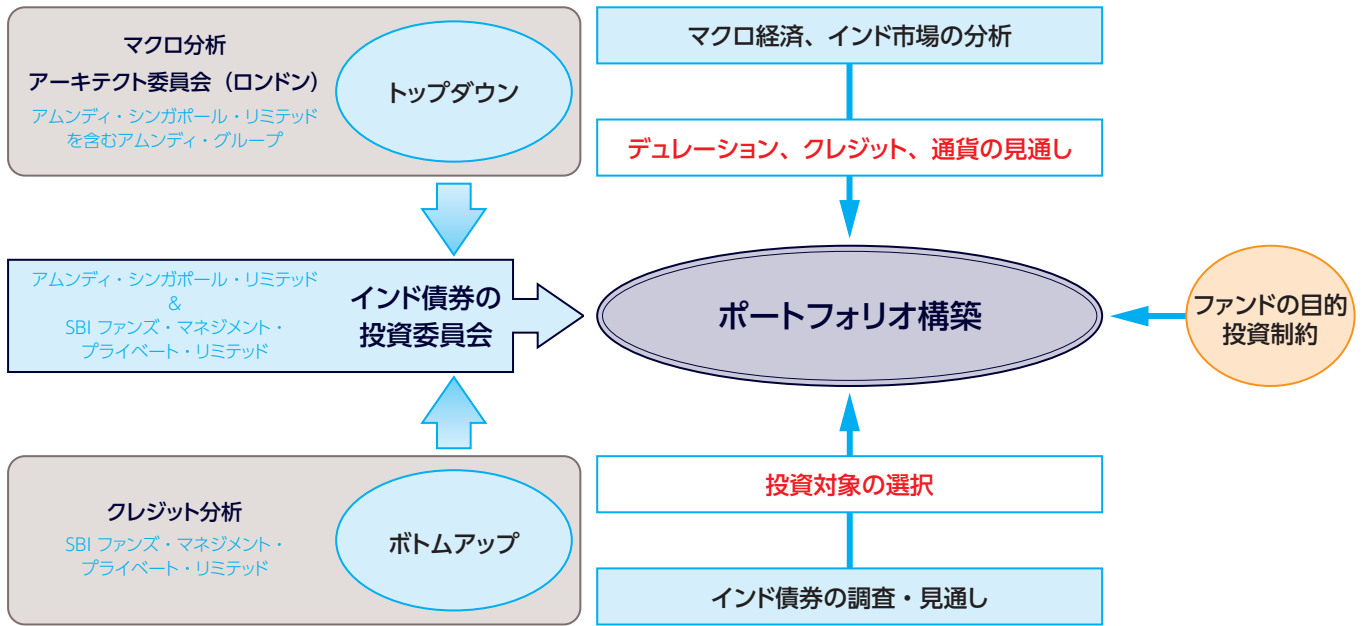 マクロ分析
アーキテクト委員会（ロンドン）
アムンディ・シンガポール・リミテッド
を含むアムンディ・グループ
トップダウン
マクロ経済、インド市場の分析
デュレーション、クレジット、通貨の見通し
アムンディ・シンガポール・リミテッド
&
SBI ファンズ・マネジメント・
プライベート・リミテッド
インド債券の
投資委員会
ポートフォリオ構築
ファンドの目的
投資制約
クレジット分析
SBI ファンズ・マネジメント・
プライベート・リミテッド
ボトムアップ
投資対象の選択
インド債券の調査・見通し